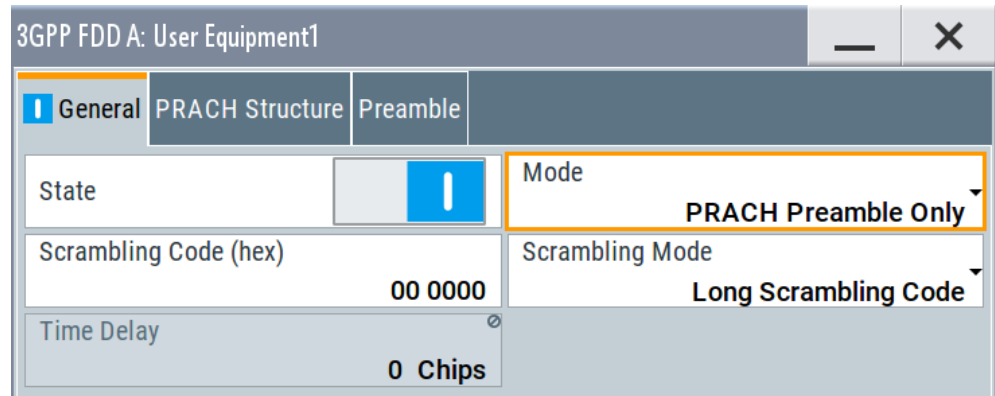 3GPP FDD A: User Equipment1
General PRACH Structure Preamble
State
Mode
PRACH Preamble Only
Scrambling Code (hex)
00 0000
Scrambling Mode
Long Scrambling Code
Time Delay
0 Chips